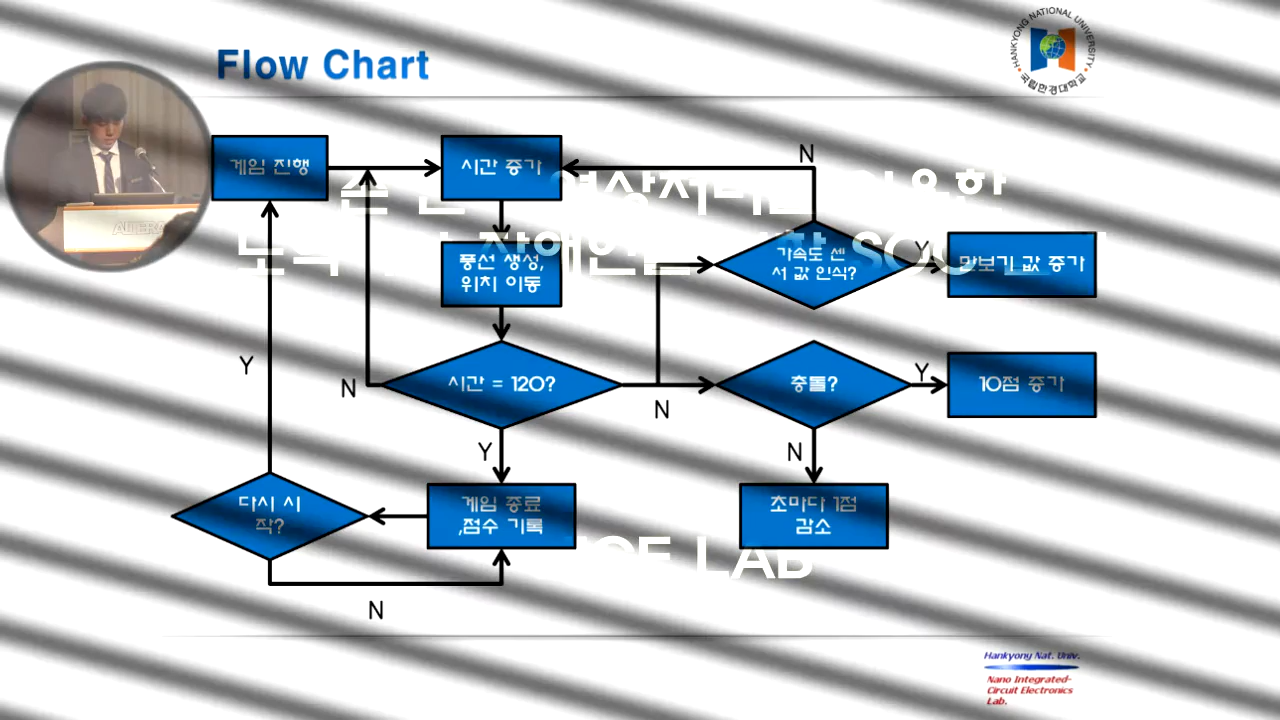 Flow Chart
HANKYONG NATIONAL UNIVERSITY
국립한경대학교
ALTERA
게임 진행
시간 증가
N
풍선 생성,
위치 이동
가속도 센
서 값 인식?
Y
맛보기 값 증가
Y
N
시간 = 120?
N
충돌?
Y
10점 증가
Y
N
다시 시
작?
게임 종료
,점수 기록
초마다 1점
감소
N
SOC
LAB
Hankyong Nat. Univ.
Nano Integrated-
Circuit Electronics
Lab.